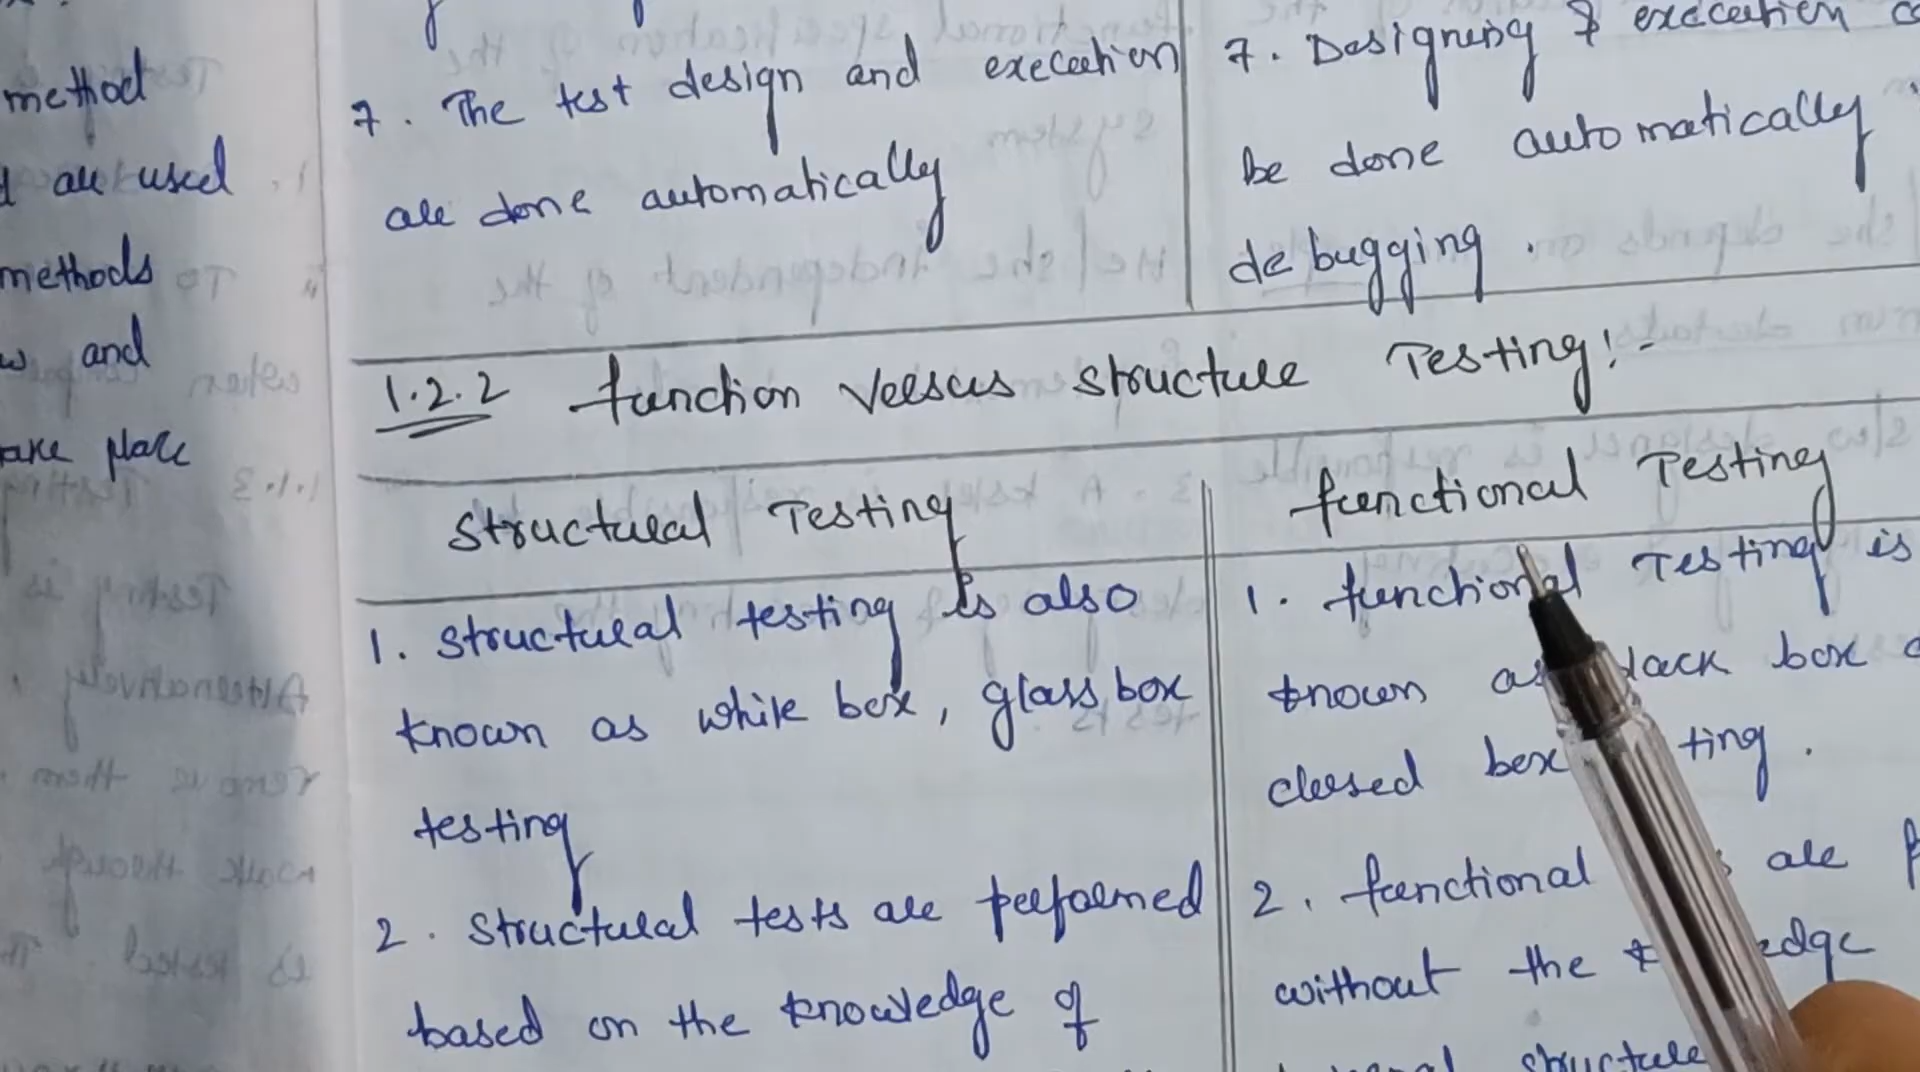 method
are used
methods
and
place
7. The test design and execution
are done automatically
7. Designing & execution
be done automatically
debugging.
1.2.2 function versus structure Testing:-
Structural Testing
functional Testing
1. structural testing is also
known as white box, glass box
testing
2. structural tests are performed
based on the knowledge of
1. functional Testing is
known as box
closed box
2. functional are
without the
structure